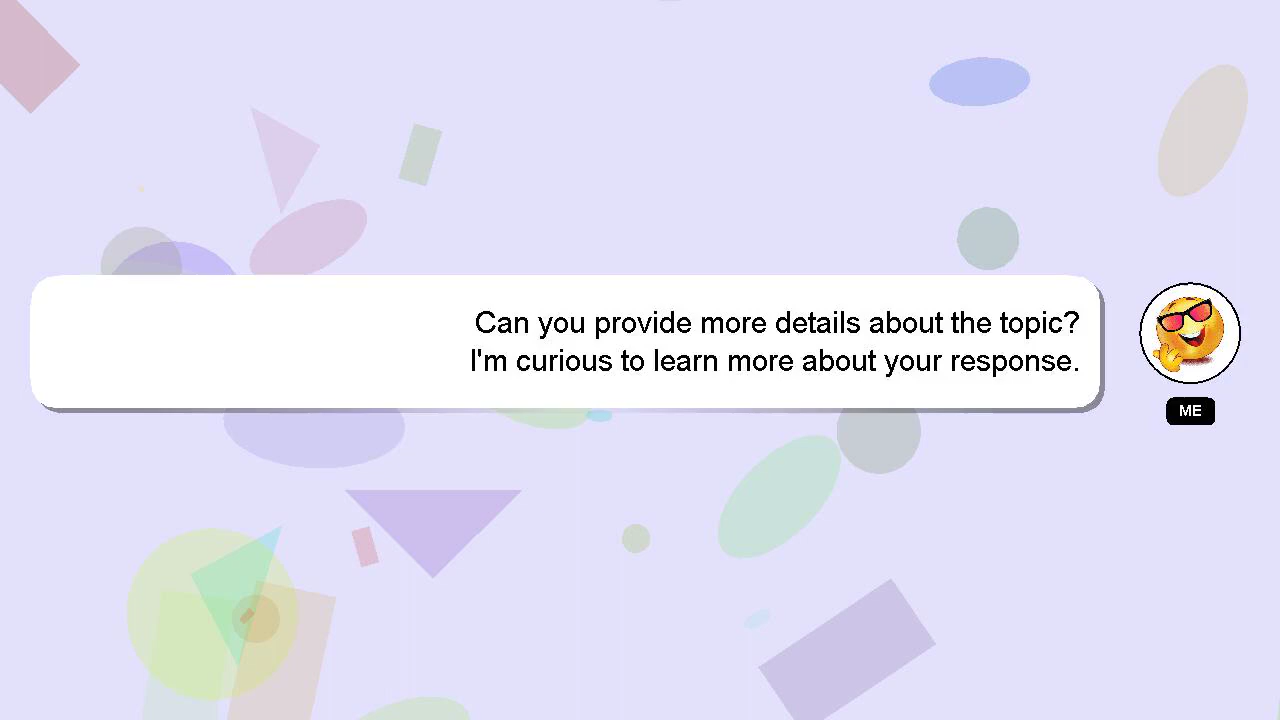 Can you provide more details about the topic?
I'm curious to learn more about your response.
ME